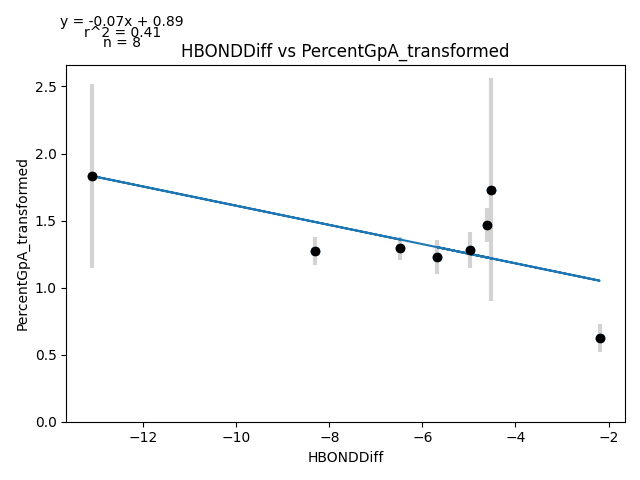 y = -0.07x + 0.89
r^2 = 0.41
n = 8
HBONDDiff vs PercentGpA_transformed
PercentGpA_transformed
2.5
2.0
1.5
1.0
0.5
0.0
−12
−10
−8
−6
−4
−2
HBONDDiff